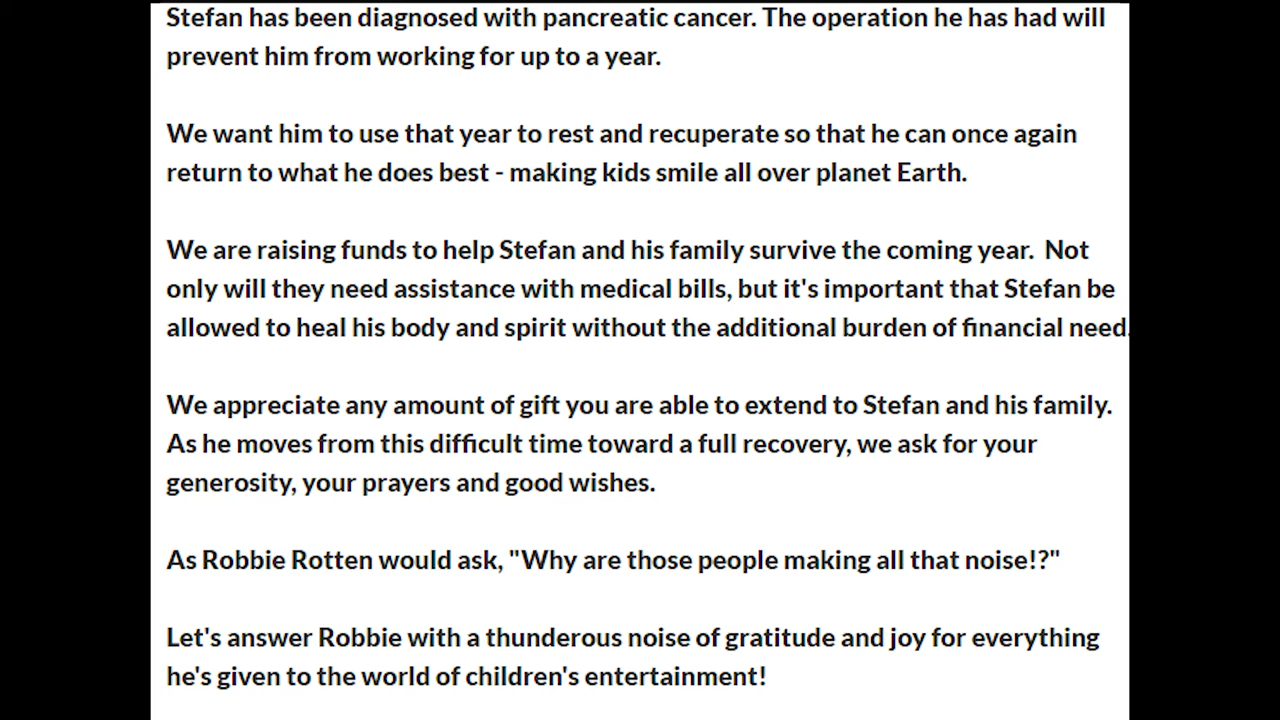 Stefan has been diagnosed with pancreatic cancer. The operation he has had will
prevent him from working for up to a year.
We want him to use that year to rest and recuperate so that he can once again
return to what he does best - making kids smile all over planet Earth.
We are raising funds to help Stefan and his family survive the coming year.  Not
only will they need assistance with medical bills, but it's important that Stefan be
allowed to heal his body and spirit without the additional burden of financial need.
We appreciate any amount of gift you are able to extend to Stefan and his family.
As he moves from this difficult time toward a full recovery, we ask for your
generosity, your prayers and good wishes.
As Robbie Rotten would ask, "Why are those people making all that noise!?"
Let's answer Robbie with a thunderous noise of gratitude and joy for everything
he's given to the world of children's entertainment!